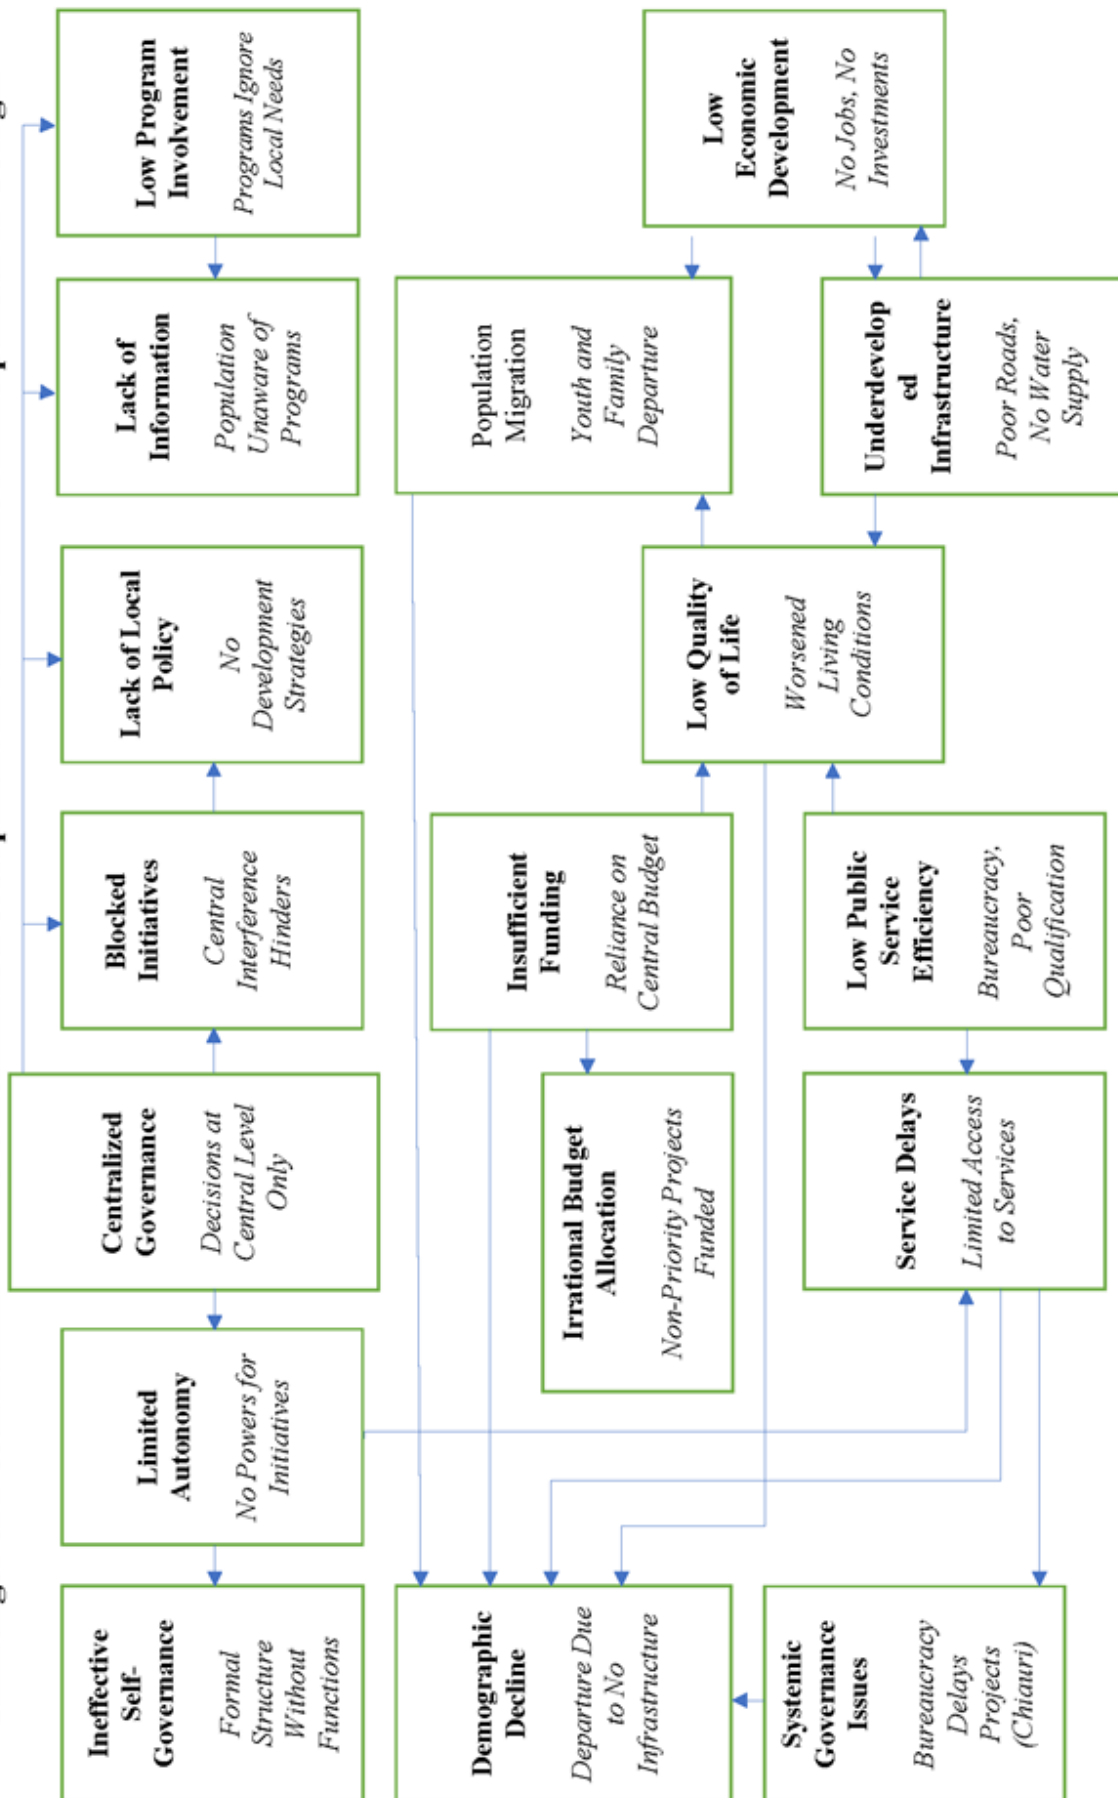 Ineffective
Self-
Governance
Formal
Structure
Without
Functions
Limited
Autonomy
No Powers for
Initiatives
Centralized
Governance
Decisions at
Central Level
Only
Blocked
Initiatives
Central
Interference
Hinders
Lack of Local
Policy
No
Development
Strategies
Lack of
Information
Population
Unaware of
Programs
Low Program
Involvement
Programs Ignore
Local Needs
Demographic
Decline
Departure Due
to No
Infrastructure
Irrational Budget
Allocation
Non-Priority Projects
Funded
Insufficient
Funding
Reliance on
Central Budget
Low Quality
of Life
Worsened
Living
Conditions
Population
Migration
Youth and
Family
Departure
Low
Economic
Development
No Jobs, No
Investments
Systemic
Governance
Issues
Bureaucracy
Delays
Projects
(Chiauri)
Service Delays
Limited Access
to Services
Low Public
Service
Efficiency
Bureaucracy,
Poor
Qualification
Underdevelop
ed
Infrastructure
Poor Roads,
No Water
Supply